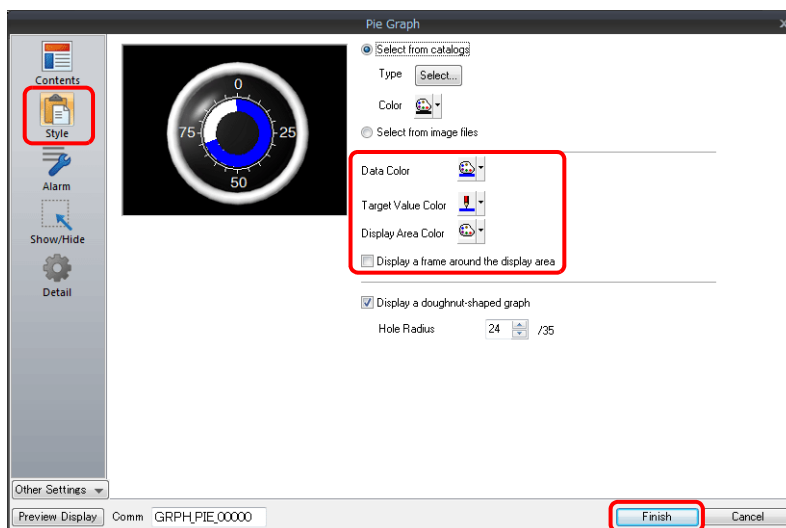 Pie Graph
Contents
Style
Alarm
Show/Hide
Detail
0
75
25
50
Select from catalogs
Type Select...
Color
Select from image files
Data Color
Target Value Color
Display Area Color
Display a frame around the display area
Display a doughnut-shaped graph
Hole Radius 24 /35
Other Settings
Preview Display Comm GRPH_PIE_00000 Finish Cancel